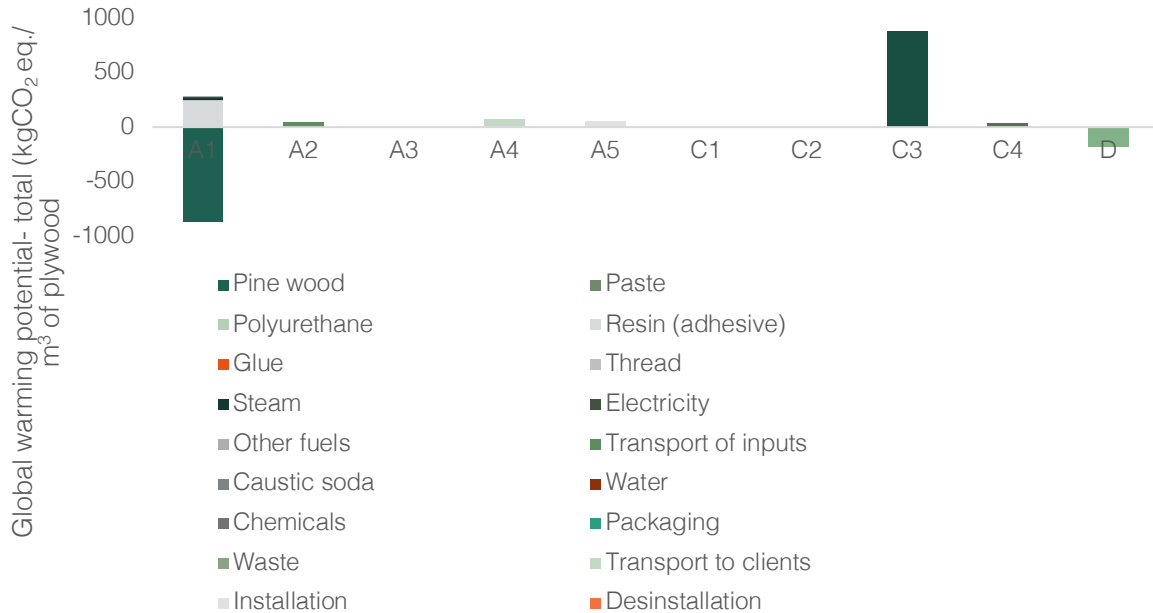 Global warming potential- total (kgCO₂ eq./
m³ of plywood
1000
500
0
-500
-1000
A1 A2 A3 A4 A5 C1 C2 C3 C4 D
Pine wood Paste
Polyurethane Resin (adhesive)
Glue Thread
Steam Electricity
Other fuels Transport of inputs
Caustic soda Water
Chemicals Packaging
Waste Transport to clients
Installation Desinstallation